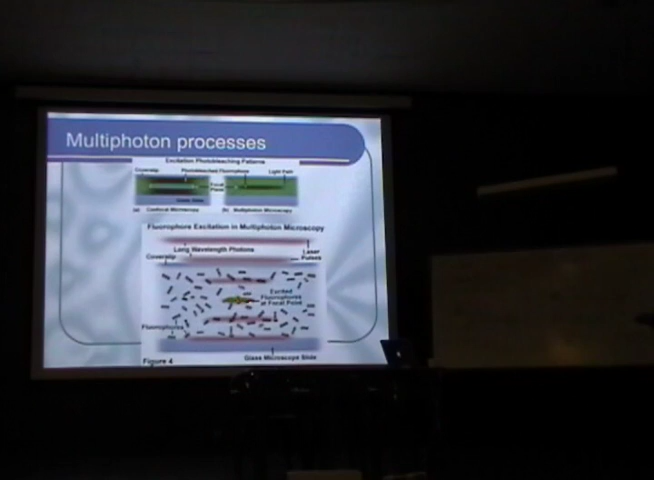 Multiphoton processes
Excitation Photobleaching Patterns
Coverslip
Photobleached Fluorophore
Light Path
Focal
Plane
Glass Slide
(a) Confocal Microscopy
(b) Multiphoton Microscopy
Fluorophore Excitation in Multiphoton Microscopy
Long Wavelength Photons
Laser
Pulses
Coverslip
Excited
Fluorophores
at Focal Point
Fluorophores
Glass Microscope Slide
Figure 4